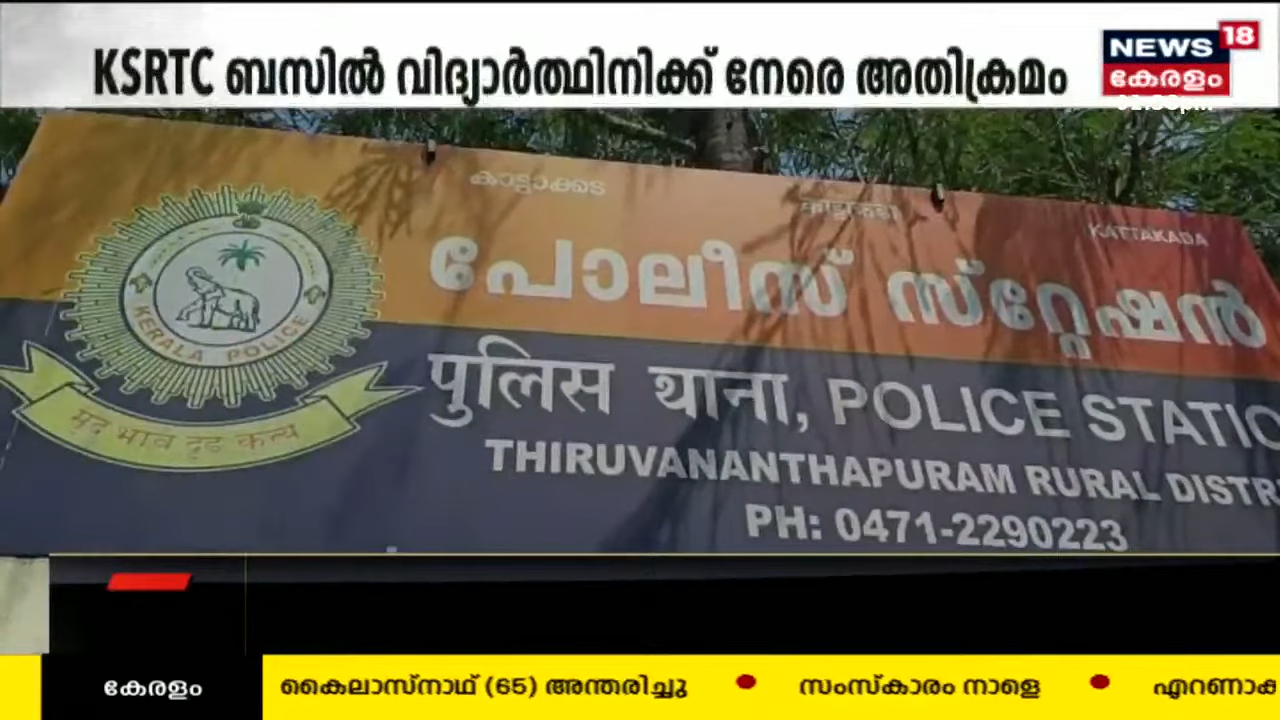 KSRTC ബസിൽ വിദ്യാർത്ഥിനിക്ക് നേരെ അതിക്രമം
NEWS 18
കേരളം
കാട്ടാക്കട
KATTAKADA
പോലീസ് സ്റ്റേഷൻ
KERALA POLICE
पुलिस थाना, POLICE STATIO
मृदु भावे दृढ कृत्ये
THIRUVANANTHAPURAM RURAL DISTR
PH: 0471-2290223
കേരളം
കൈലാസ്നാഥ് (65) അന്തരിച്ചു • സംസ്കാരം നാളെ • എറണാക